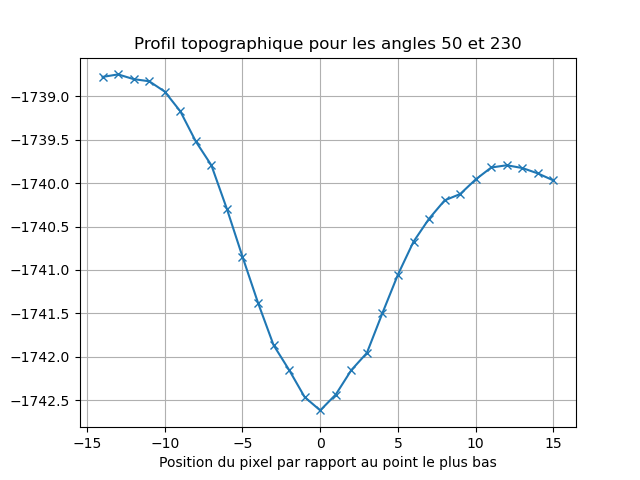 Profil topographique pour les angles 50 et 230
−1739.0
−1739.5
−1740.0
−1740.5
−1741.0
−1741.5
−1742.0
−1742.5
−15 −10 −5 0 5 10 15
Position du pixel par rapport au point le plus bas